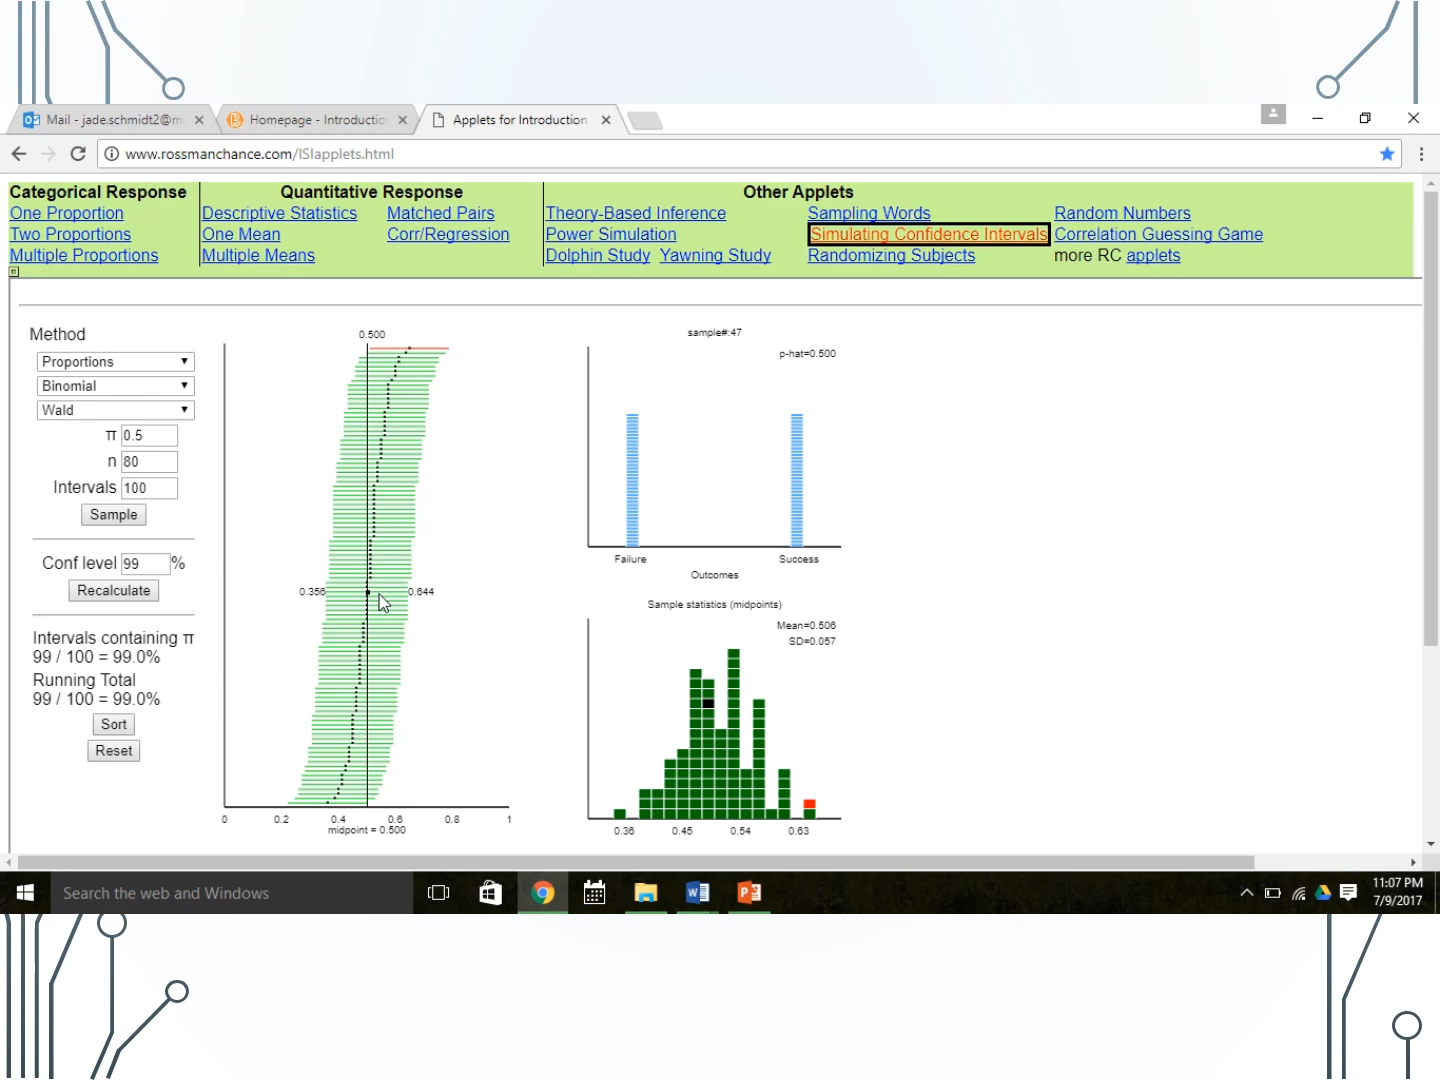 Mail - jade.schmidt2@m
Homepage - Introductio
Applets for Introduction
www.rossmanchance.com/ISIapplets.html
Categorical Response
One Proportion
Two Proportions
Multiple Proportions
Quantitative Response
Descriptive Statistics Matched Pairs
One Mean Corr/Regression
Multiple Means
Other Applets
Theory-Based Inference Sampling Words Random Numbers
Power Simulation Simulating Confidence Intervals Correlation Guessing Game
Dolphin Study Yawning Study Randomizing Subjects more RC applets
Method
Proportions
Binomial
Wald
π 0.5
n 80
Intervals 100
Sample
Conf level 99 %
Recalculate
Intervals containing π
99 / 100 = 99.0%
Running Total
99 / 100 = 99.0%
Sort
Reset
0.500
0.356 0.644
0 0.2 0.4 0.6 0.8 1
midpoint = 0.500
sample#:47
p-hat=0.500
Failure Success
Outcomes
Sample statistics (midpoints)
Mean=0.506
SD=0.057
0.36 0.45 0.54 0.63
Search the web and Windows
11:07 PM
7/9/2017